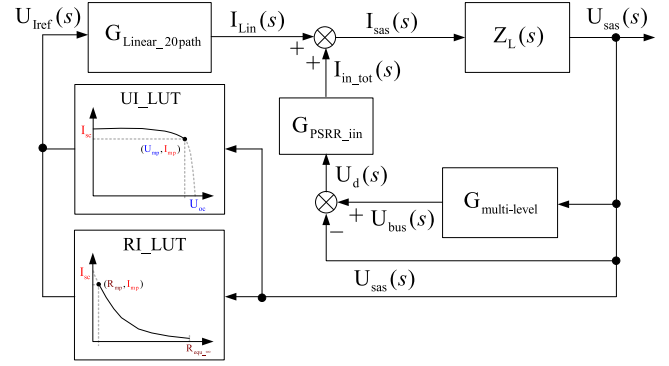 U_Iref(s)
G_Linear_20path
I_Lin(s)
+
+
I_sas(s)
Z_L(s)
U_sas(s)
I_in_tot(s)
UI_LUT
I_sc
(U_mp, I_mp)
U_oc
G_PSRR_iin
U_d(s)
G_multi-level
+
U_bus(s)
−
U_sas(s)
RI_LUT
I_sc
(R_mp, I_mp)